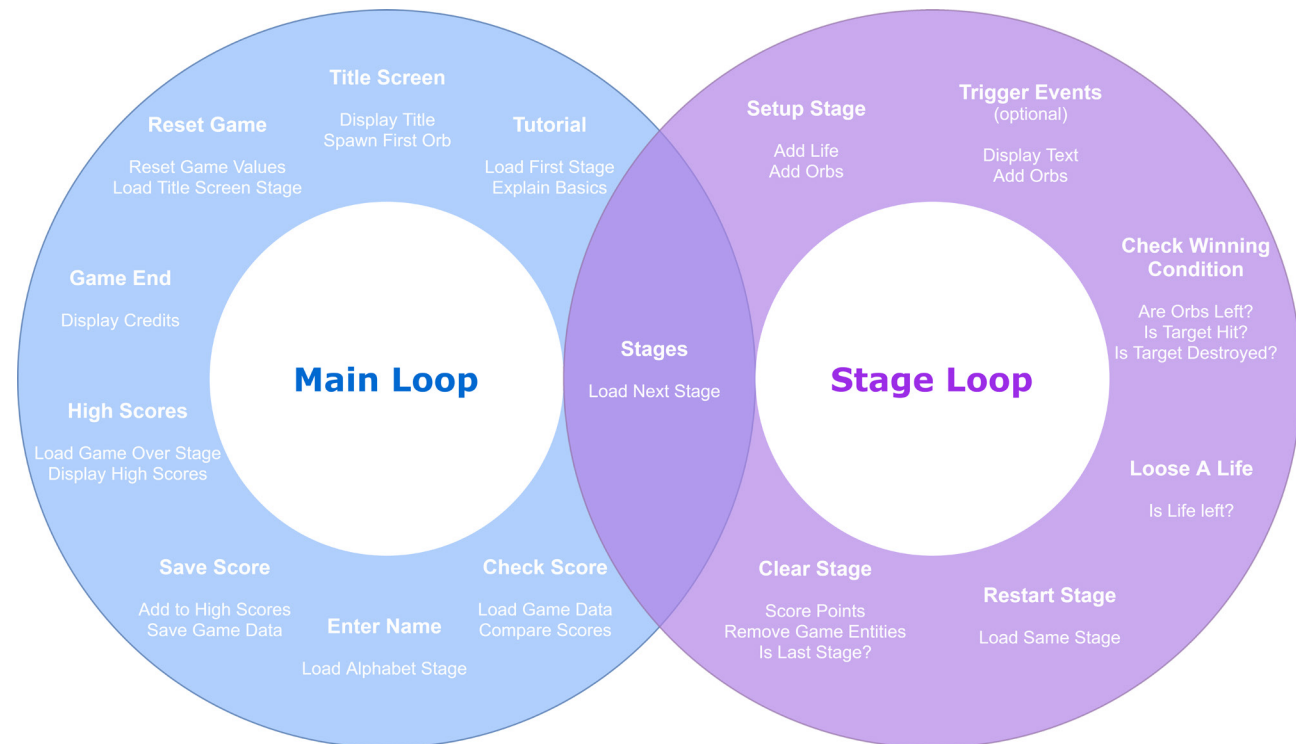 Title Screen
Display Title
Spawn First Orb
Tutorial
Load First Stage
Explain Basics
Reset Game
Reset Game Values
Load Title Screen Stage
Game End
Display Credits
High Scores
Load Game Over Stage
Display High Scores
Save Score
Add to High Scores
Save Game Data
Enter Name
Load Alphabet Stage
Check Score
Load Game Data
Compare Scores
Main Loop
Stages
Load Next Stage
Stage Loop
Setup Stage
Add Life
Add Orbs
Trigger Events
(optional)
Display Text
Add Orbs
Check Winning
Condition
Are Orbs Left?
Is Target Hit?
Is Target Destroyed?
Loose A Life
Is Life left?
Restart Stage
Load Same Stage
Clear Stage
Score Points
Remove Game Entities
Is Last Stage?